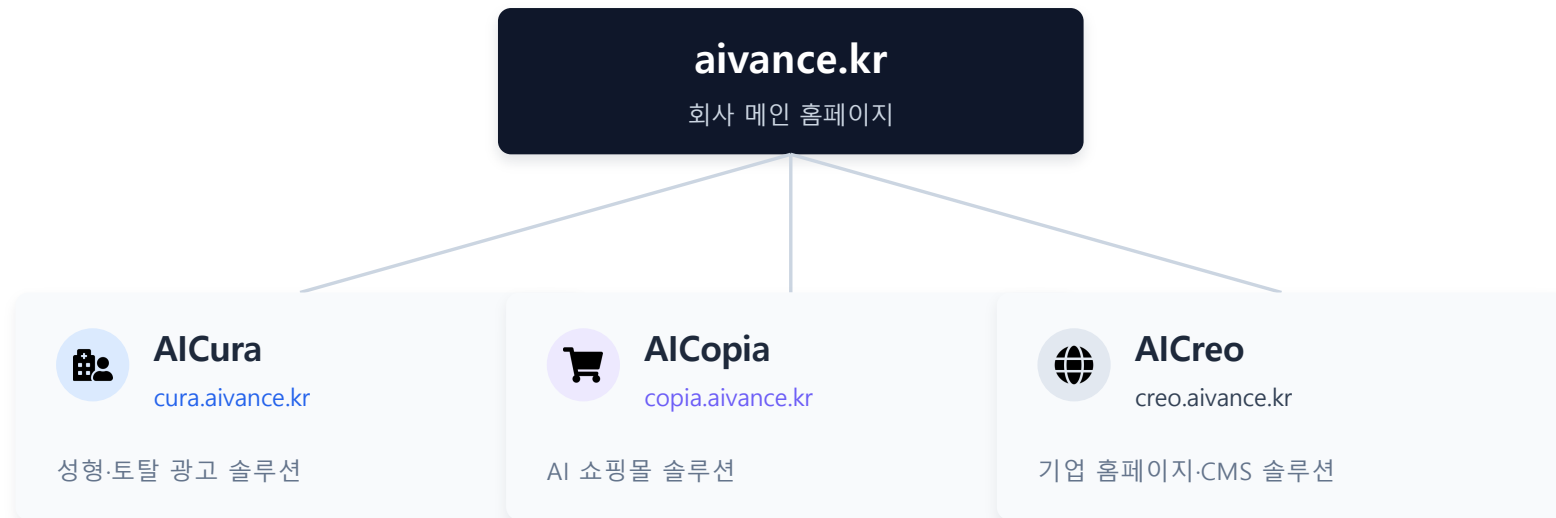 aivance.kr
회사 메인 홈페이지
AICura
cura.aivance.kr
성형·토탈 광고 솔루션
AICopia
copia.aivance.kr
AI 쇼핑몰 솔루션
AICreo
creo.aivance.kr
기업 홈페이지·CMS 솔루션